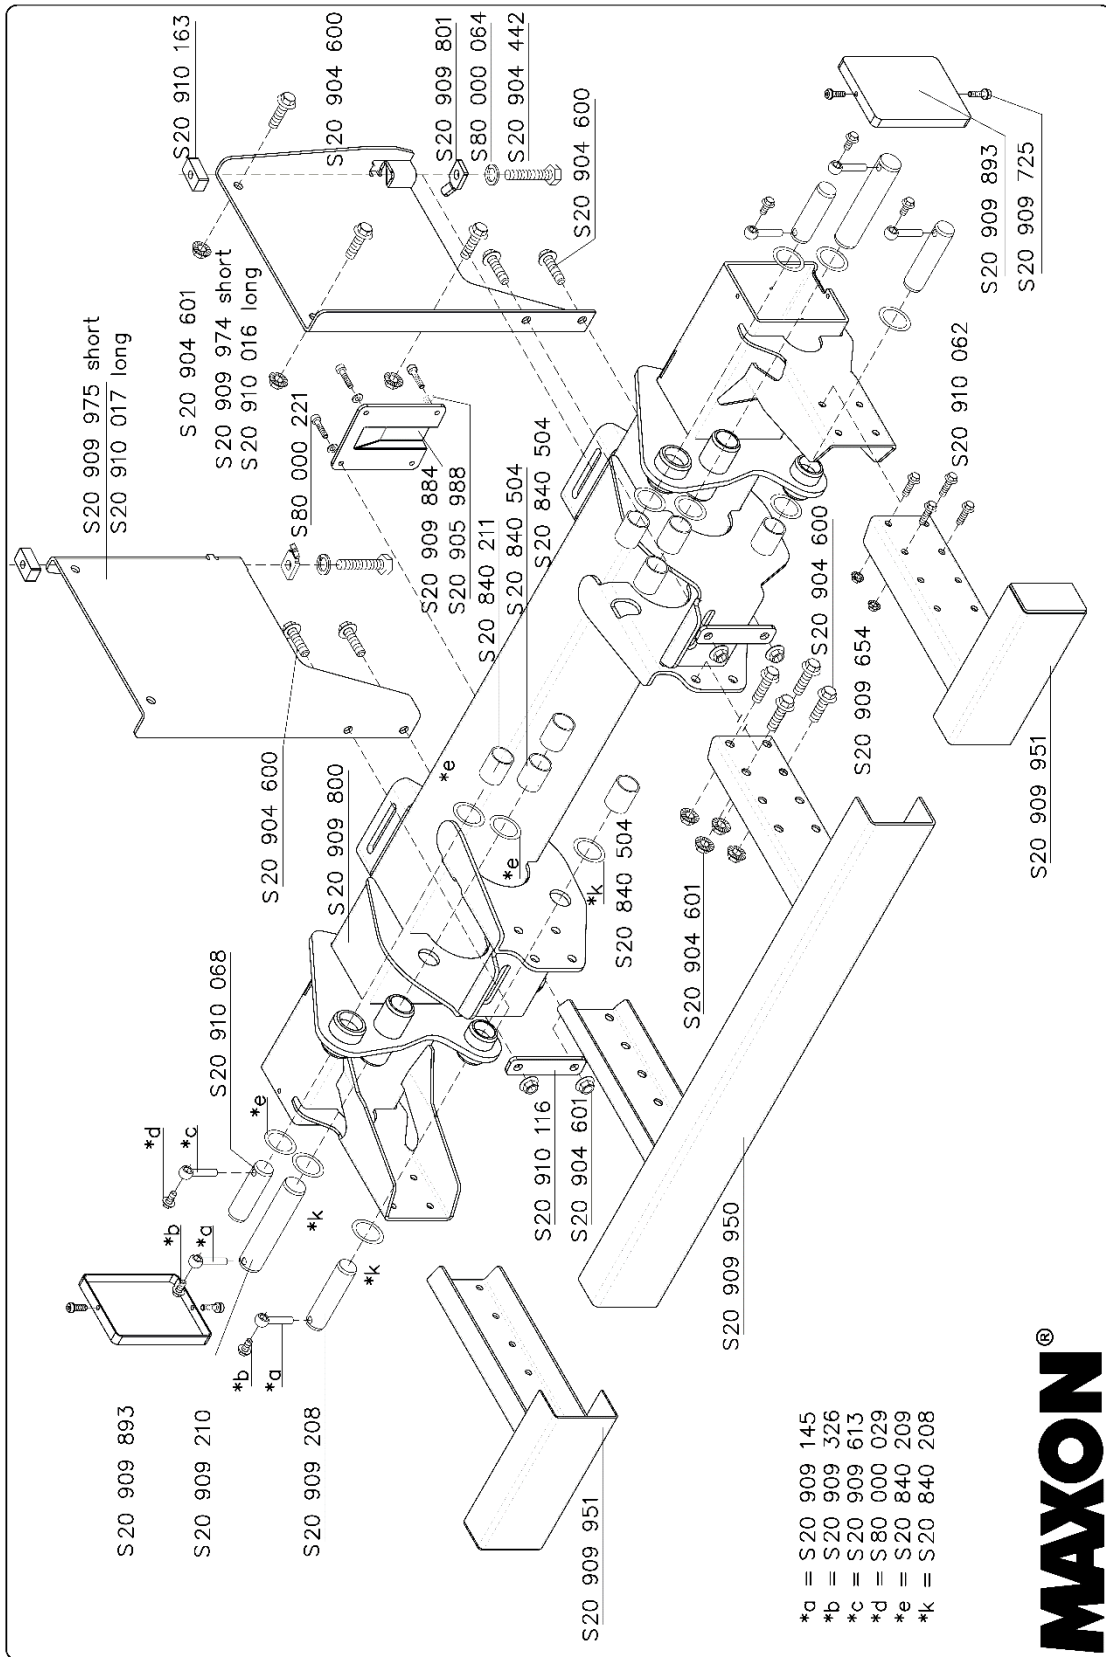 S20 910 163
S20 904 600
S20 909 801
S80 000 064
S20 904 442
S20 904 600
S20 909 893
S20 909 725
S20 909 975 short
S20 910 017 long
S20 904 601
S20 909 974 short
S20 910 016 long
S80 000 221
S20 909 884
S20 905 988
S20 840 211
S20 840 504
S20 840 504
S20 910 062
S20 904 600
S20 909 654
S20 909 951
S20 904 600
S20 909 800
*e
*e
*k
S20 840 504
S20 904 601
S20 910 068
*e
*d
*c
*b
*a
*k
*k
*b
*a
S20 910 116
S20 904 601
S20 909 950
S20 909 893
S20 909 210
S20 909 208
S20 909 951
*a = S20 909 145
*b = S20 909 326
*c = S20 909 613
*d = S80 000 029
*e = S20 840 209
*k = S20 840 208
MAXON®